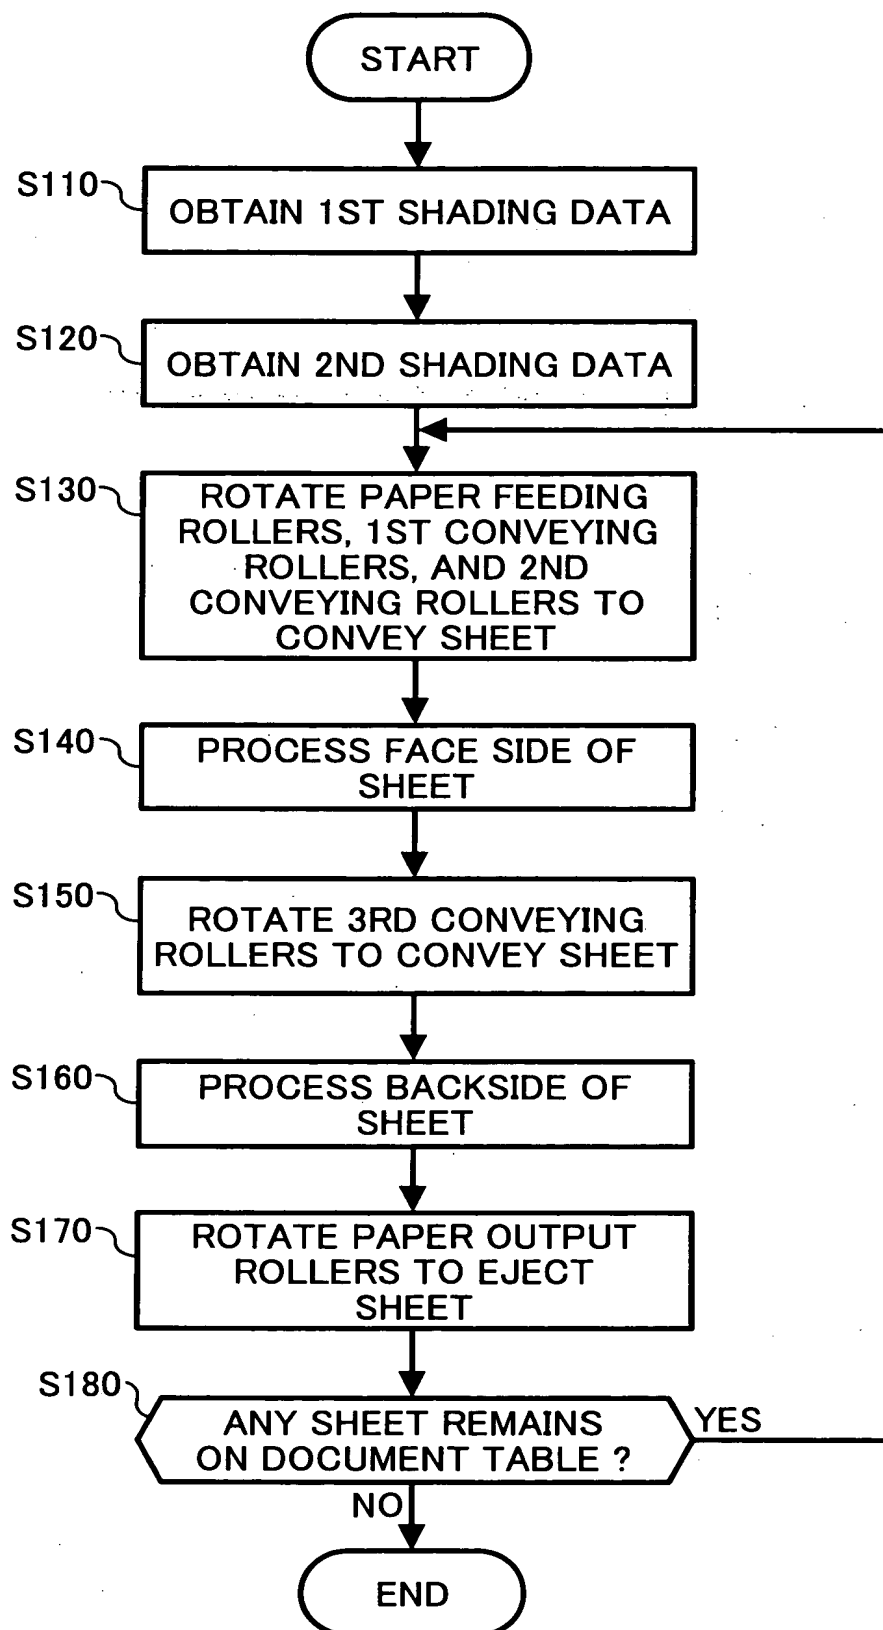 START
S110
OBTAIN 1ST SHADING DATA
S120
OBTAIN 2ND SHADING DATA
S130
ROTATE PAPER FEEDING
ROLLERS, 1ST CONVEYING
ROLLERS, AND 2ND
CONVEYING ROLLERS TO
CONVEY SHEET
S140
PROCESS FACE SIDE OF
SHEET
S150
ROTATE 3RD CONVEYING
ROLLERS TO CONVEY SHEET
S160
PROCESS BACKSIDE OF
SHEET
S170
ROTATE PAPER OUTPUT
ROLLERS TO EJECT
SHEET
S180
ANY SHEET REMAINS
ON DOCUMENT TABLE ?
YES
NO
END